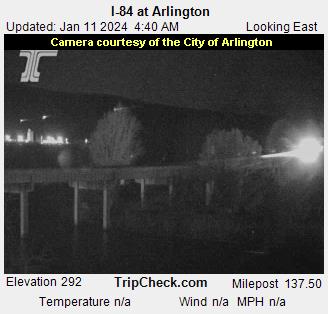 I-84 at Arlington
Updated: Jan 11 2024 4:40 AM Looking East
Camera courtesy of the City of Arlington
Elevation 292 TripCheck.com Milepost 137.50
Temperature n/a Wind n/a MPH n/a